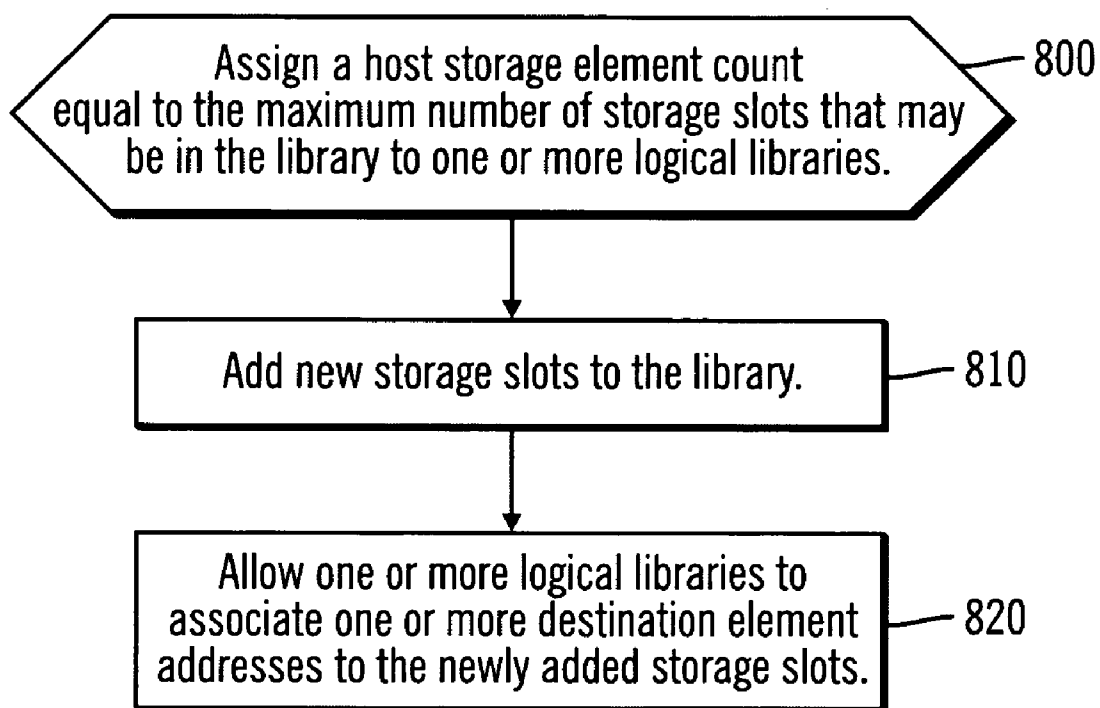 Assign a host storage element count
equal to the maximum number of storage slots that may
be in the library to one or more logical libraries.
800
Add new storage slots to the library.
810
Allow one or more logical libraries to
associate one or more destination element
addresses to the newly added storage slots.
820